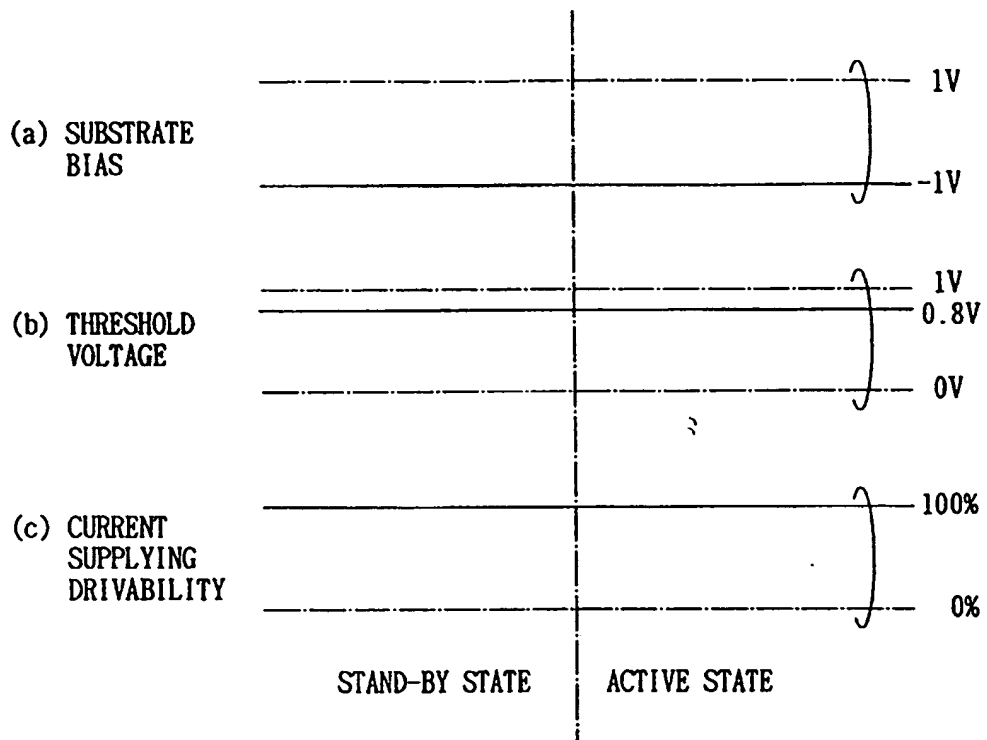 1V
(a) SUBSTRATE
BIAS
-1V
1V
(b) THRESHOLD
VOLTAGE
0.8V
0V
(c) CURRENT
SUPPLYING
DRIVABILITY
100%
0%
STAND-BY STATE
ACTIVE STATE